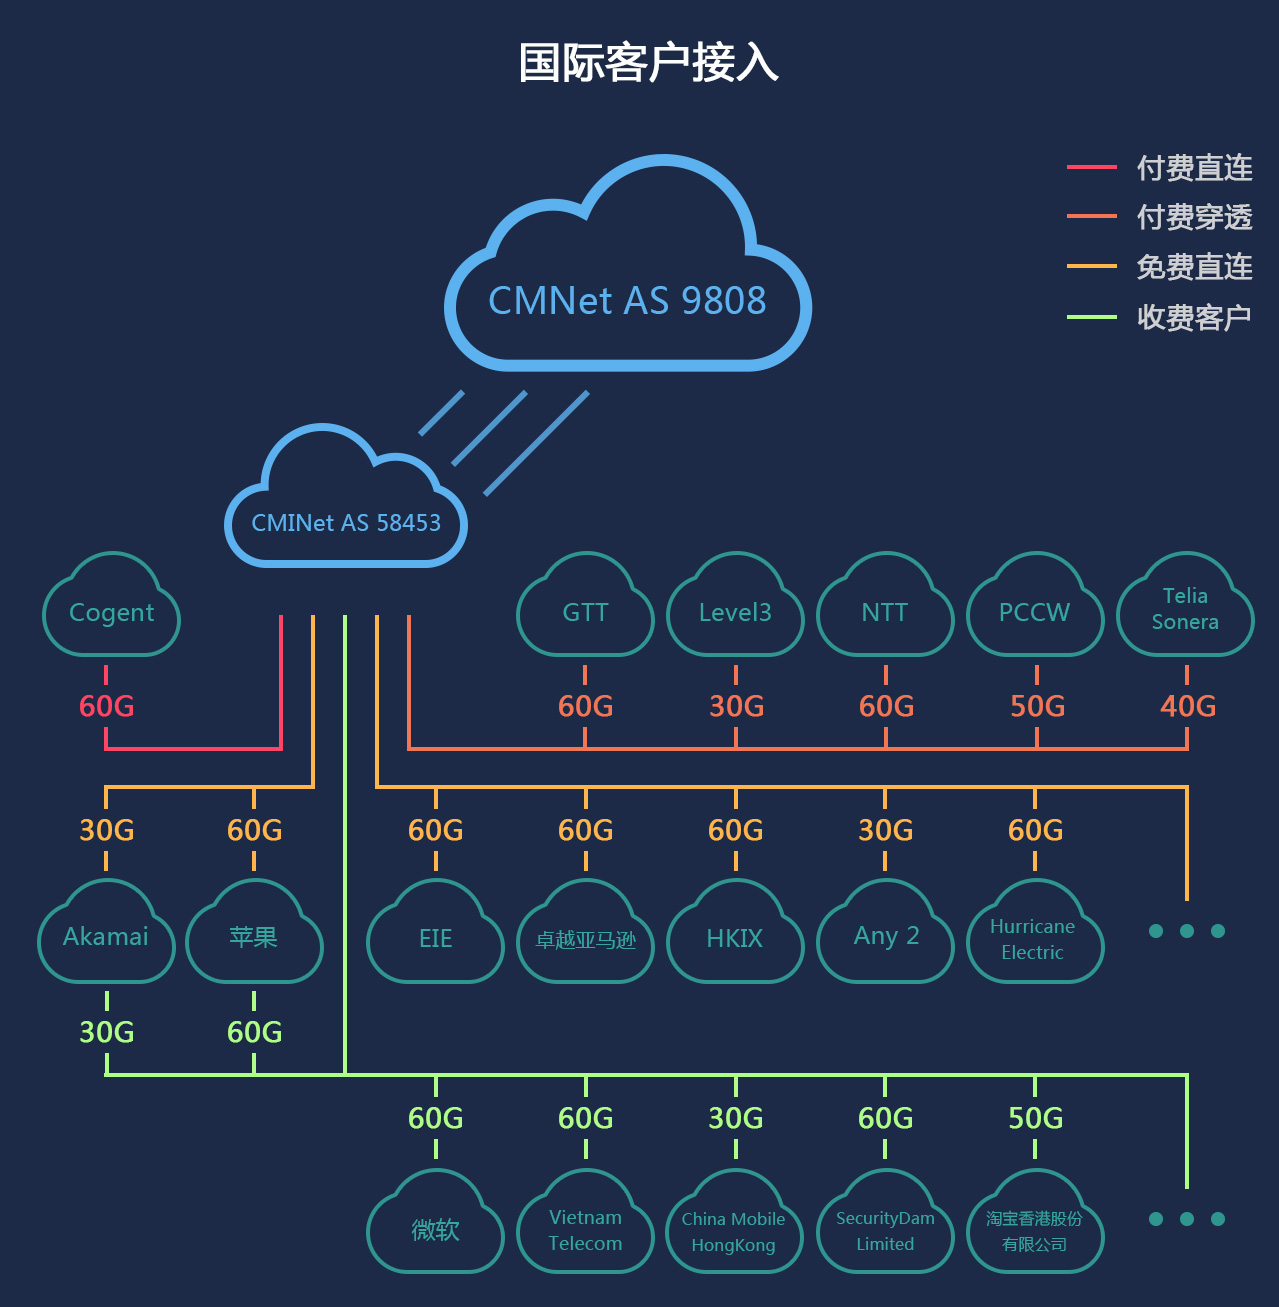 国际客户接入
付费直连
付费穿透
免费直连
收费客户
CMNet AS 9808
CMINet AS 58453
Cogent
GTT
Level3
NTT
PCCW
Telia
Sonera
60G
60G
30G
60G
50G
40G
30G
60G
60G
60G
60G
30G
60G
Akamai
苹果
EIE
卓越亚马逊
HKIX
Any 2
Hurricane
Electric
30G
60G
60G
60G
30G
60G
50G
微软
Vietnam
Telecom
China Mobile
HongKong
SecurityDam
Limited
淘宝香港股份
有限公司